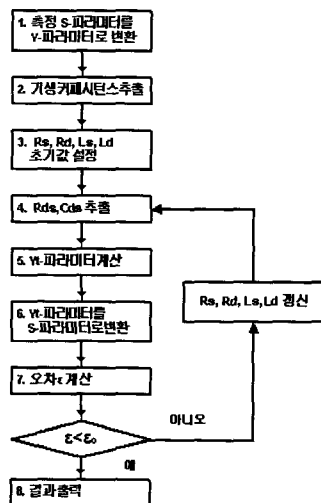 1. 측정 S-파라미터를
Y-파라미터로 변환
2. 기생커패시턴스추출
3. Rs, Rd, Ls, Ld
초기값 설정
4. Rds, Cds 추출
5. Yt-파라미터계산
6. Yt-파라미터를
S-파라미터로변환
Rs, Rd, Ls, Ld 갱신
7. 오차ε 계산
아니오
ε<ε₀
예
8. 결과출력